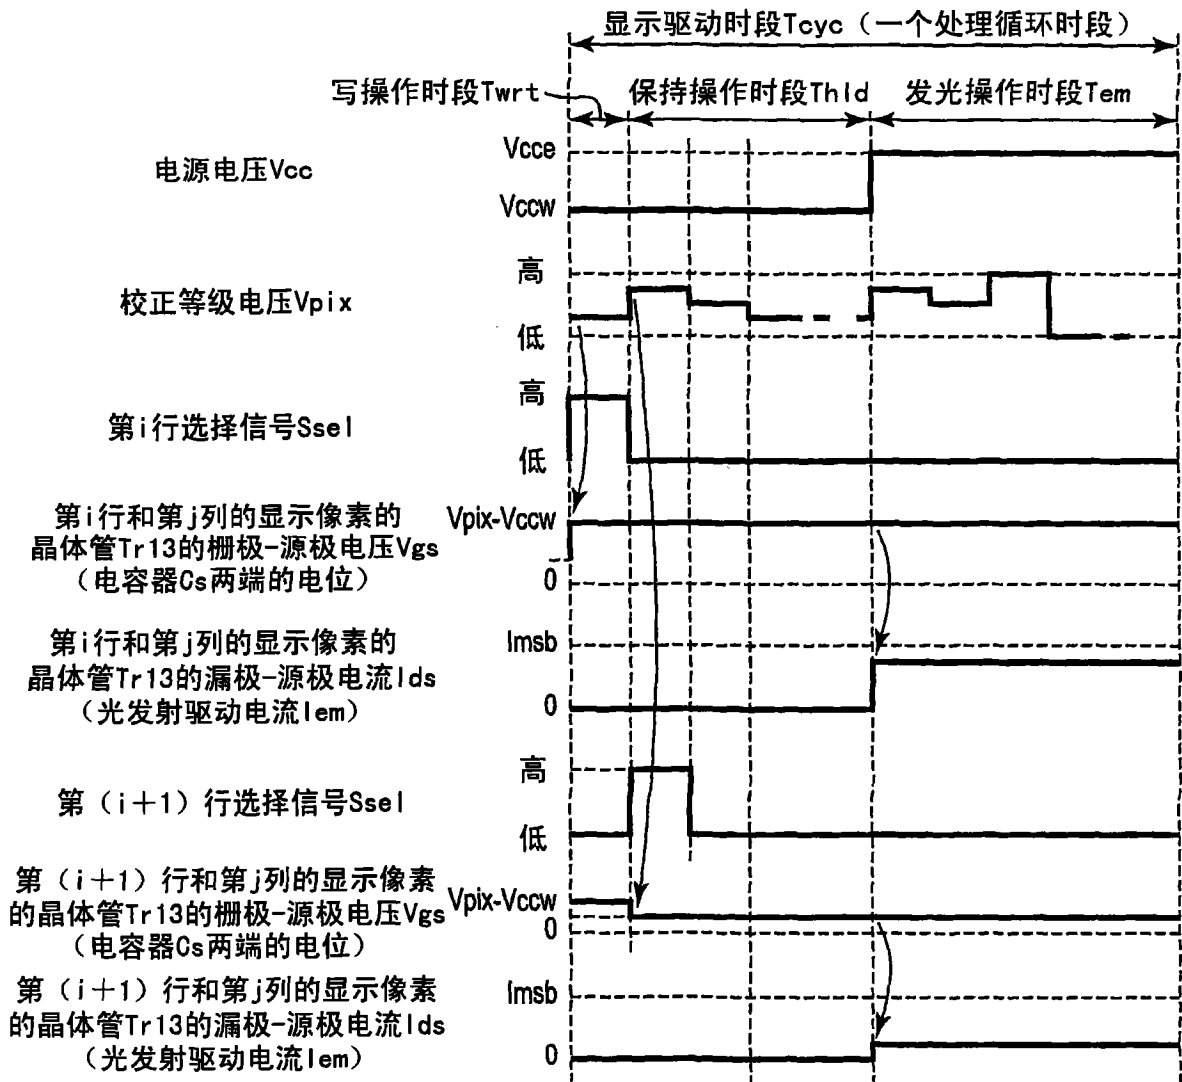 显示驱动时段Tcyc（一个处理循环时段）
写操作时段Twrt
保持操作时段Thld
发光操作时段Tem
电源电压Vcc
Vcce
Vccw
校正等级电压Vpix
高
低
第i行选择信号Ssel
高
低
第i行和第j列的显示像素的
晶体管Tr13的栅极-源极电压Vgs
（电容器Cs两端的电位）
Vpix-Vccw
0
第i行和第j列的显示像素的
晶体管Tr13的漏极-源极电流Ids
（光发射驱动电流Iem）
Imsb
0
第（i＋1）行选择信号Ssel
高
低
第（i＋1）行和第j列的显示像素
的晶体管Tr13的栅极-源极电压Vgs
（电容器Cs两端的电位）
Vpix-Vccw
0
第（i＋1）行和第j列的显示像素
的晶体管Tr13的漏极-源极电流Ids
（光发射驱动电流Iem）
Imsb
0